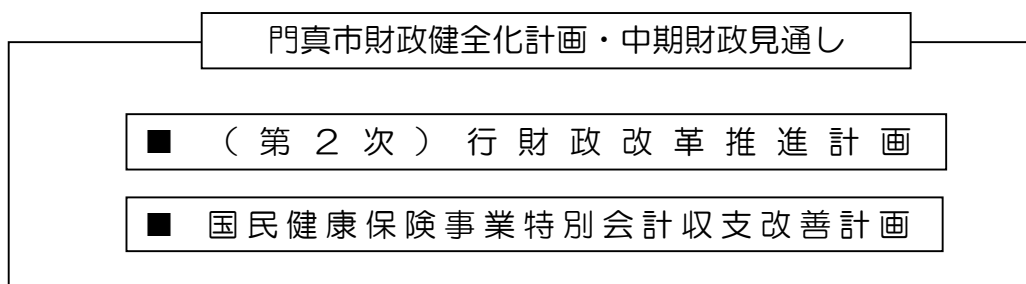 門真市財政健全化計画・中期財政見通し
■ （第２次）行財政改革推進計画
■ 国民健康保険事業特別会計収支改善計画